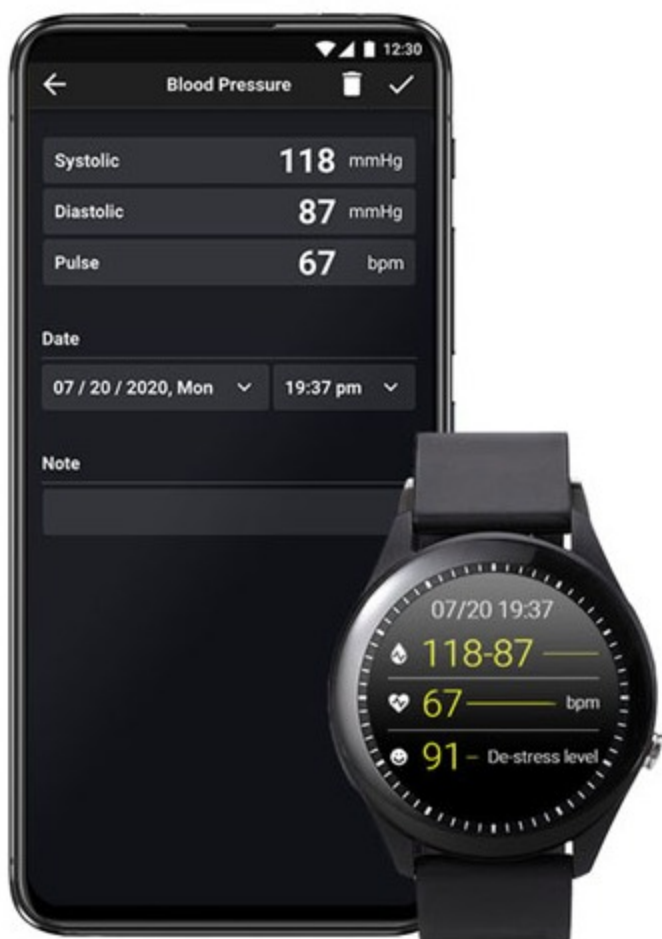 12:30
Blood Pressure
Systolic 118 mmHg
Diastolic 87 mmHg
Pulse 67 bpm
Date
07 / 20 / 2020, Mon 19:37 pm
Note
07/20 19:37
118-87
67 bpm
91 De-stress level